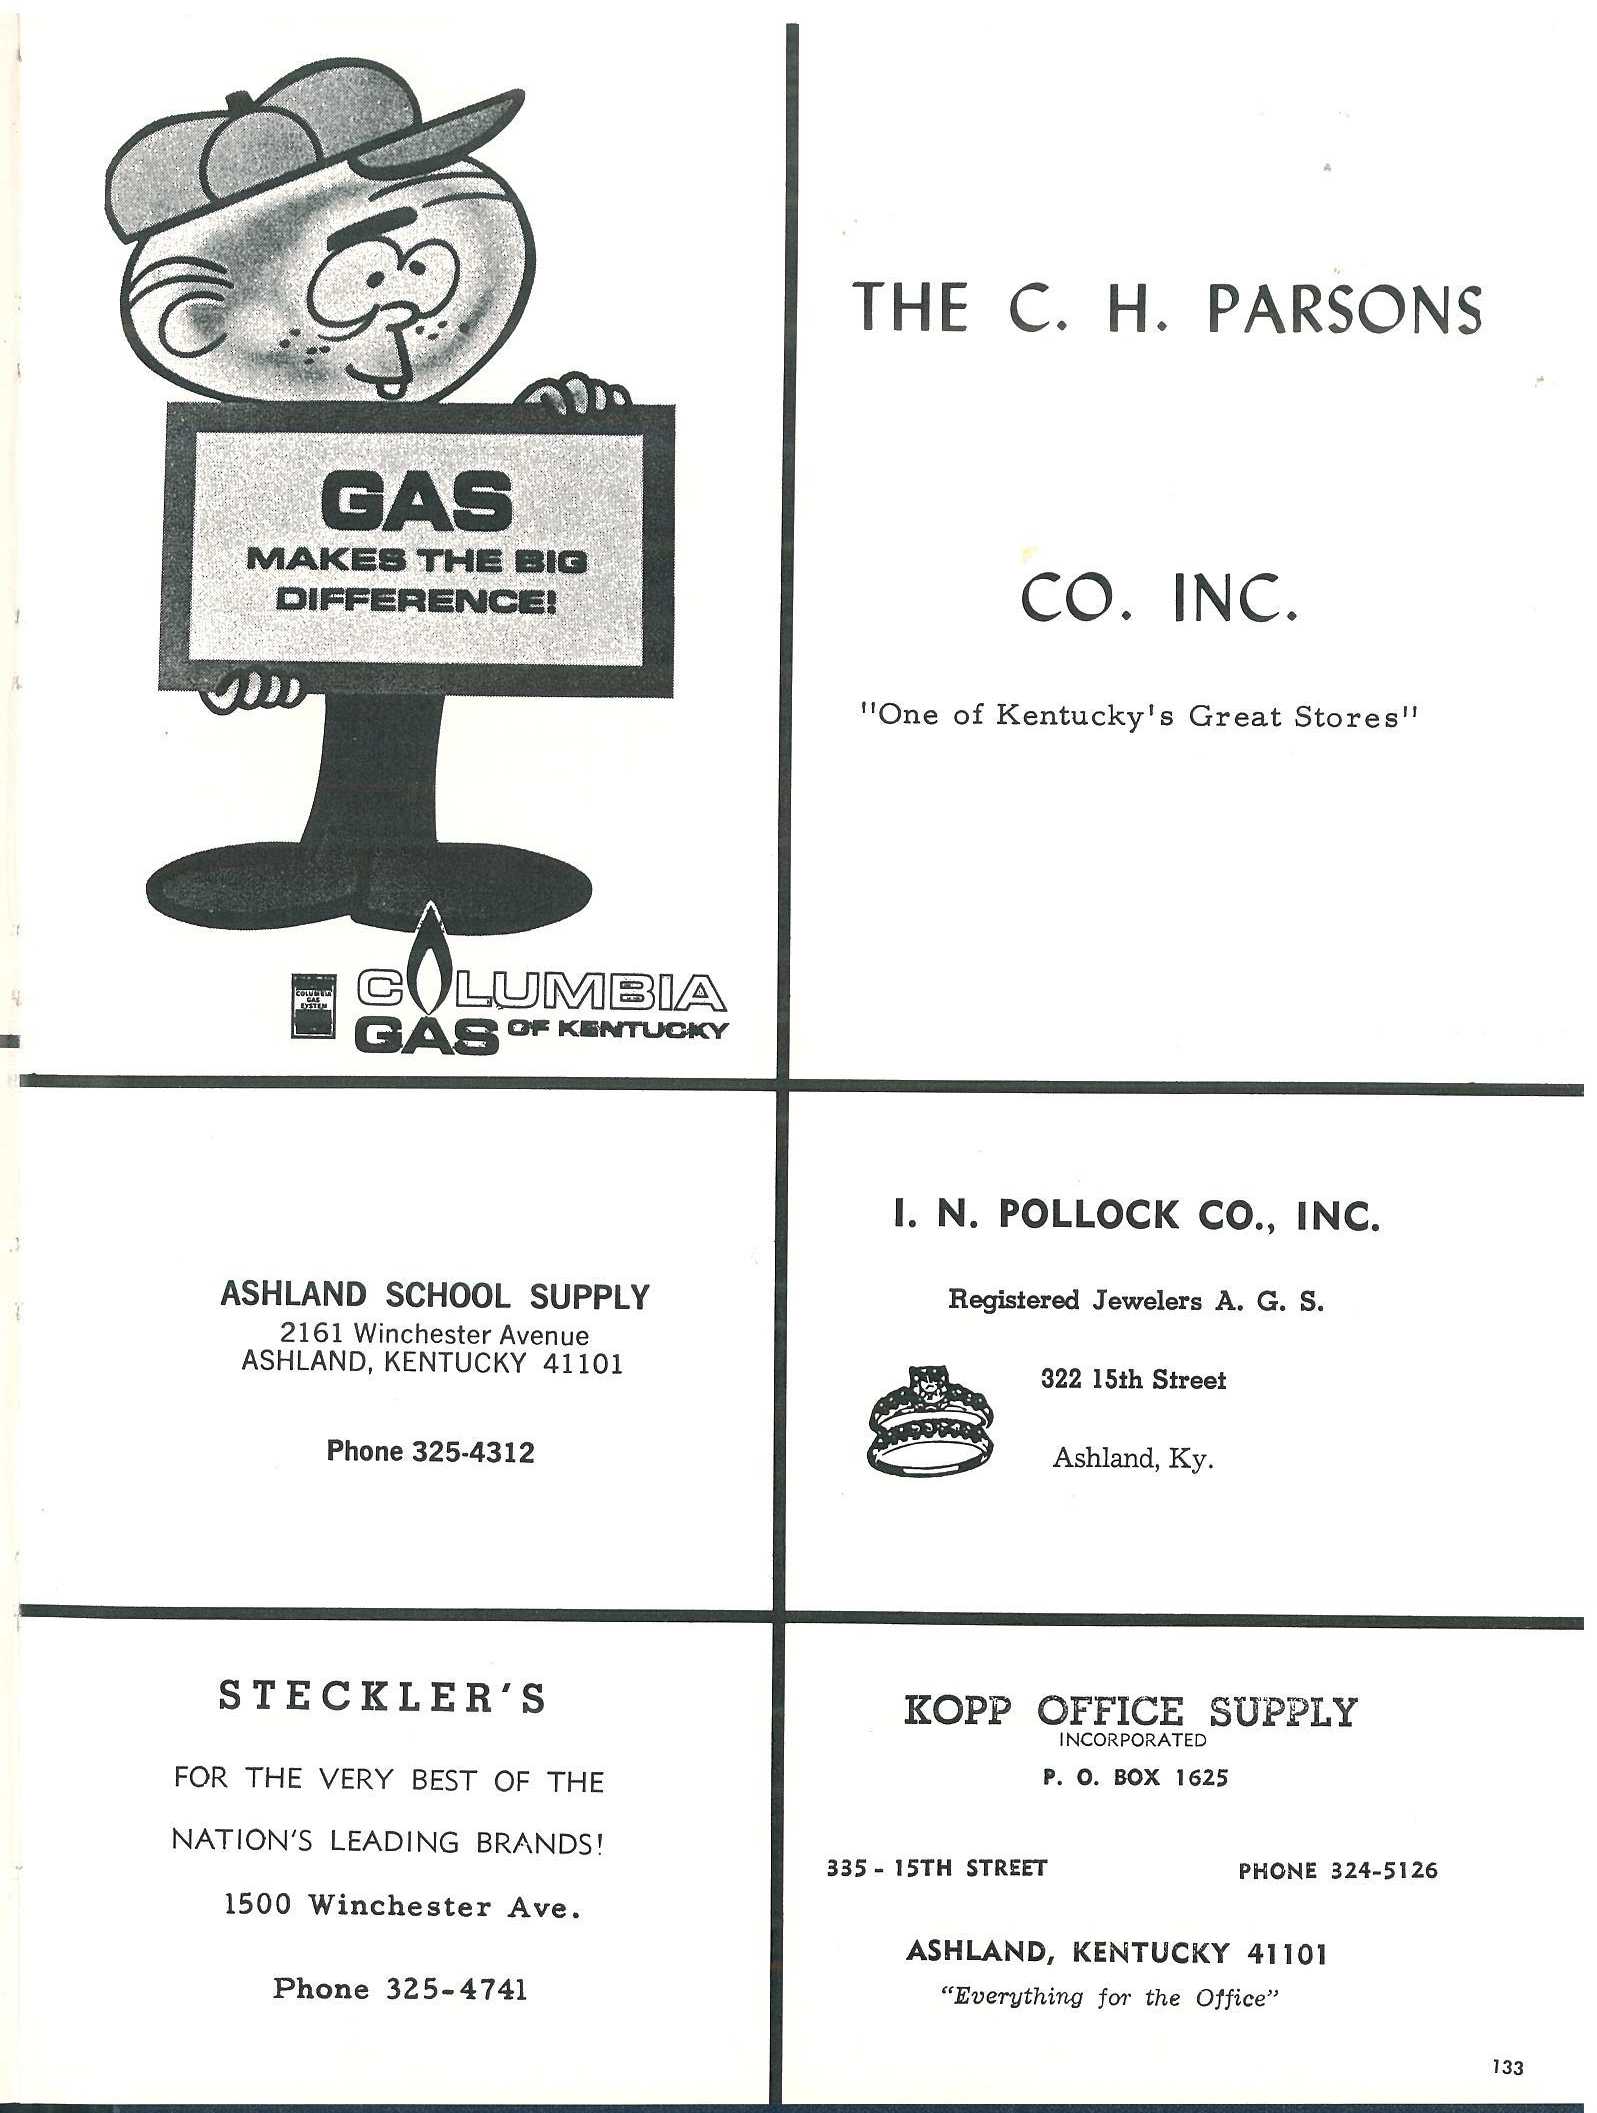 GAS
MAKES THE BIG
DIFFERENCE!
COLUMBIA
GAS
SYSTEM
COLUMBIA
GAS OF KENTUCKY
THE C. H. PARSONS
CO. INC.
"One of Kentucky's Great Stores"
ASHLAND SCHOOL SUPPLY
2161 Winchester Avenue
ASHLAND, KENTUCKY 41101
Phone 325-4312
I. N. POLLOCK CO., INC.
Registered Jewelers A. G. S.
322 15th Street
Ashland, Ky.
STECKLER'S
FOR THE VERY BEST OF THE
NATION'S LEADING BRANDS!
1500 Winchester Ave.
Phone 325-4741
KOPP OFFICE SUPPLY
INCORPORATED
P. O. BOX 1625
335 - 15TH STREET PHONE 324-5126
ASHLAND, KENTUCKY 41101
“Everything for the Office”
133